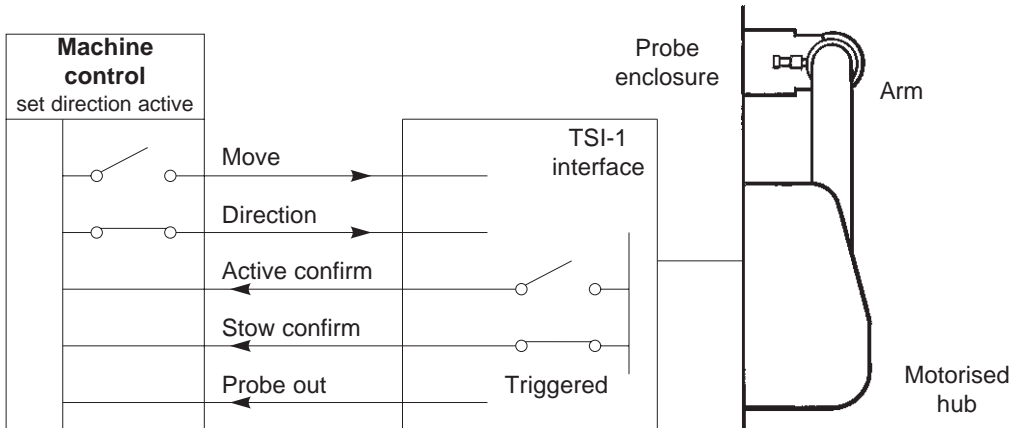 Machine
control
set direction active
Move
Direction
Active confirm
Stow confirm
Probe out
TSI-1
interface
Triggered
Probe
enclosure
Arm
Motorised
hub